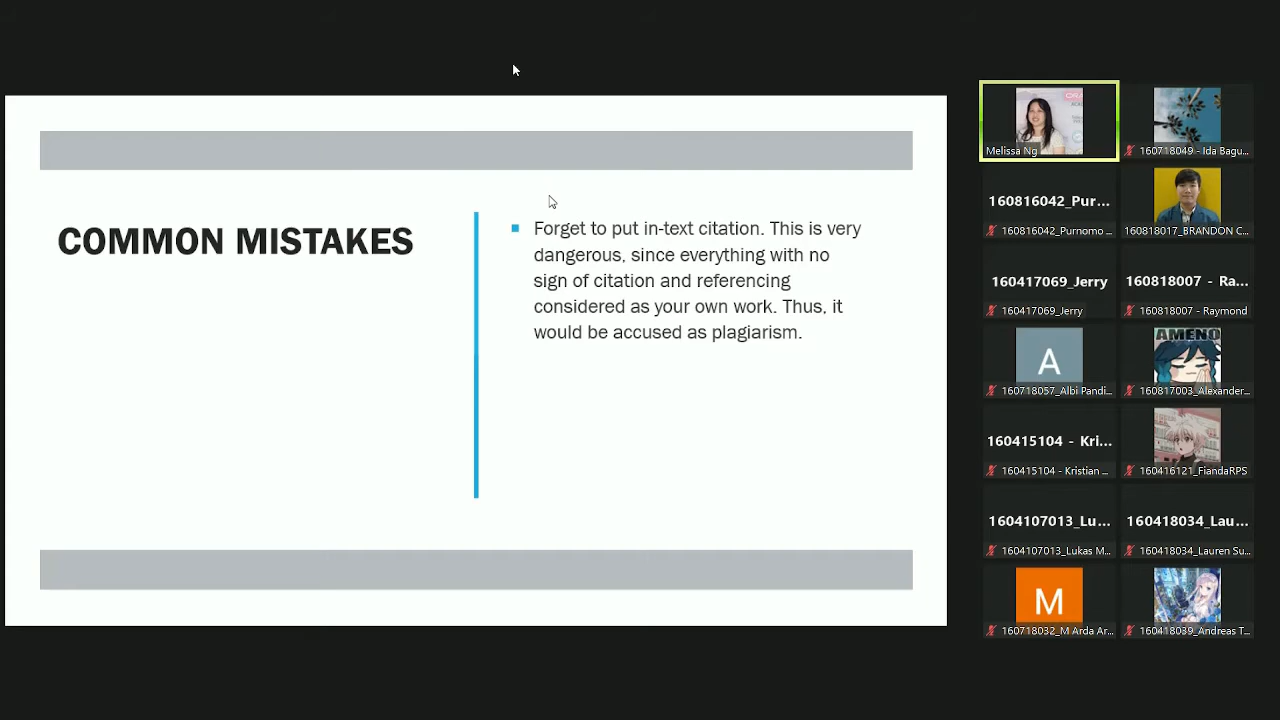 COMMON MISTAKES
Forget to put in-text citation. This is very
dangerous, since everything with no
sign of citation and referencing
considered as your own work. Thus, it
would be accused as plagiarism.
Melissa Ng
160718049 - Ida Bagu...
160816042_Pur...
160816042_Purnomo ...
160818017_BRANDON C...
160417069_Jerry
160417069_Jerry
160818007 - Ra...
160818007 - Raymond
A
160718057_Albi Pandi...
AMENO
160817003_Alexander...
160415104 - Kri...
160415104 - Kristian ...
160416121_FiandaRPS
1604107013_Lu...
1604107013_Lukas M...
160418034_Lau...
160418034_Lauren Su...
M
160718032_M Arda Ar...
160418039_Andreas T...